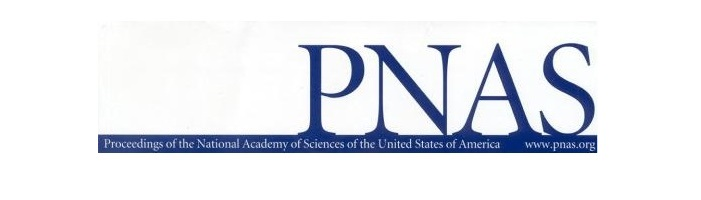 PNAS
Proceedings of the National Academy of Sciences of the United States of America www.pnas.org